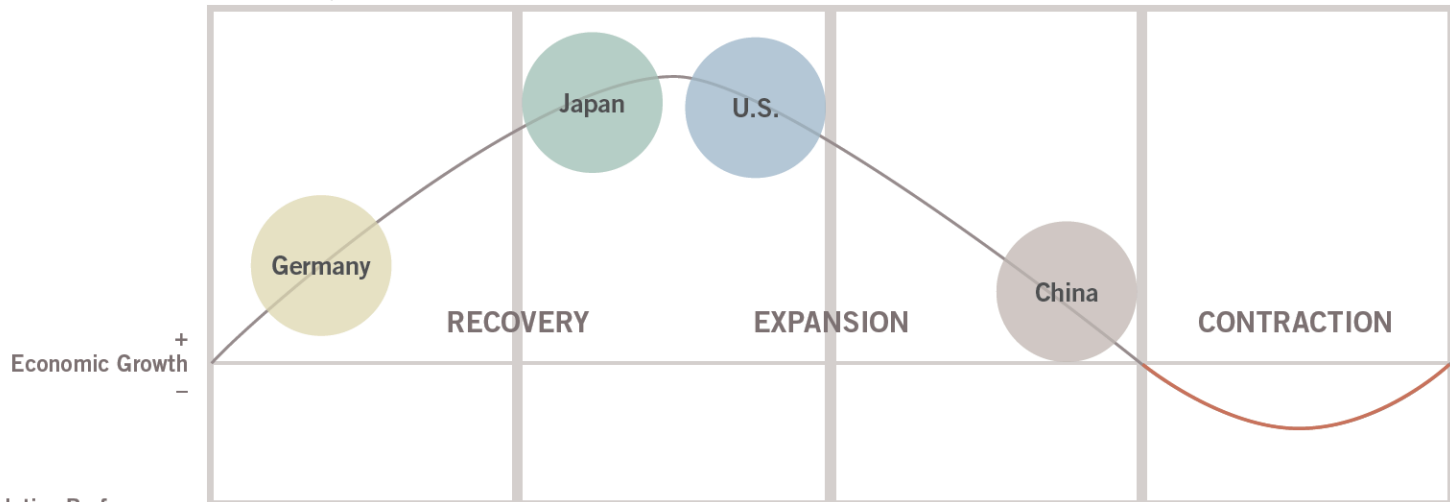 Japan
U.S.
Germany
China
RECOVERY
EXPANSION
CONTRACTION
+
Economic Growth
–